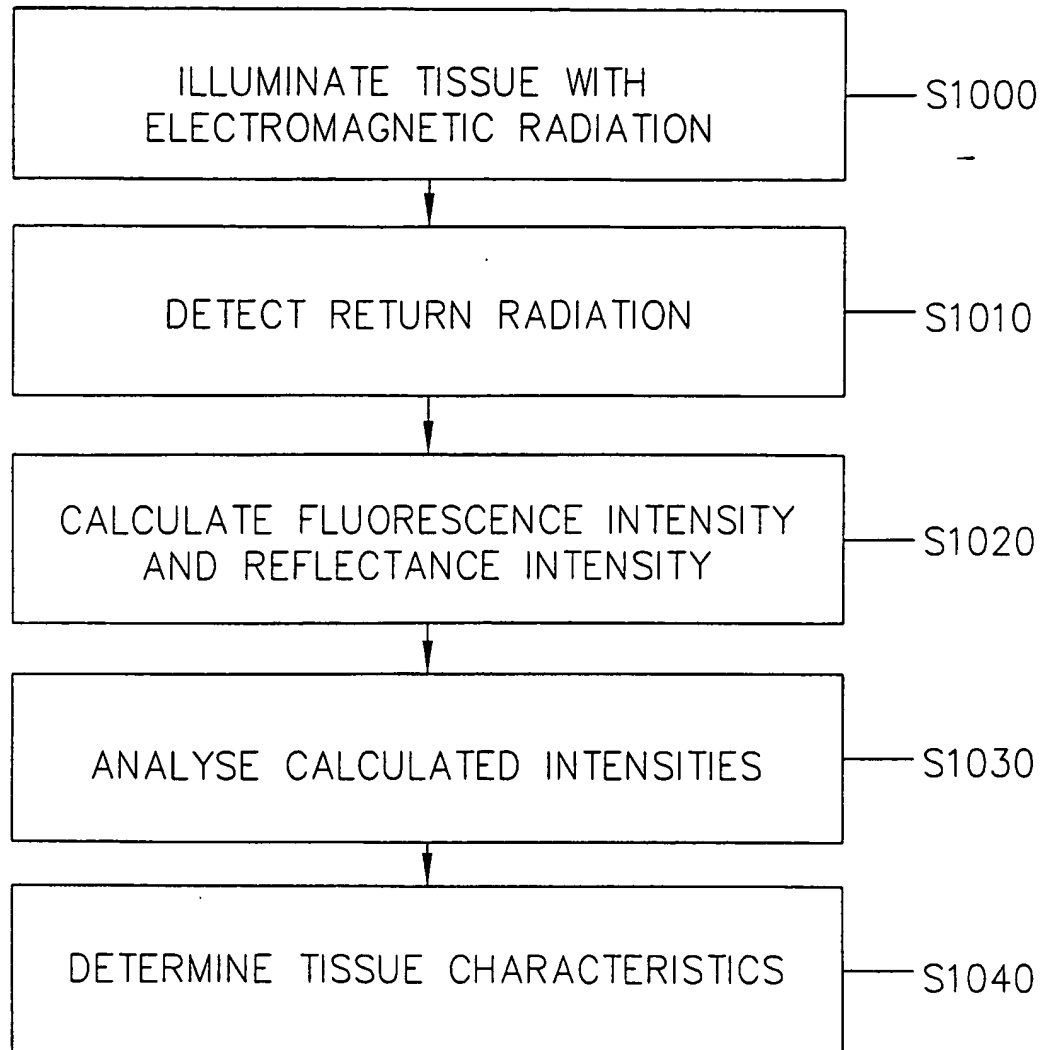 ILLUMINATE TISSUE WITH
ELECTROMAGNETIC RADIATION
S1000
DETECT RETURN RADIATION
S1010
CALCULATE FLUORESCENCE INTENSITY
AND REFLECTANCE INTENSITY
S1020
ANALYSE CALCULATED INTENSITIES
S1030
DETERMINE TISSUE CHARACTERISTICS
S1040